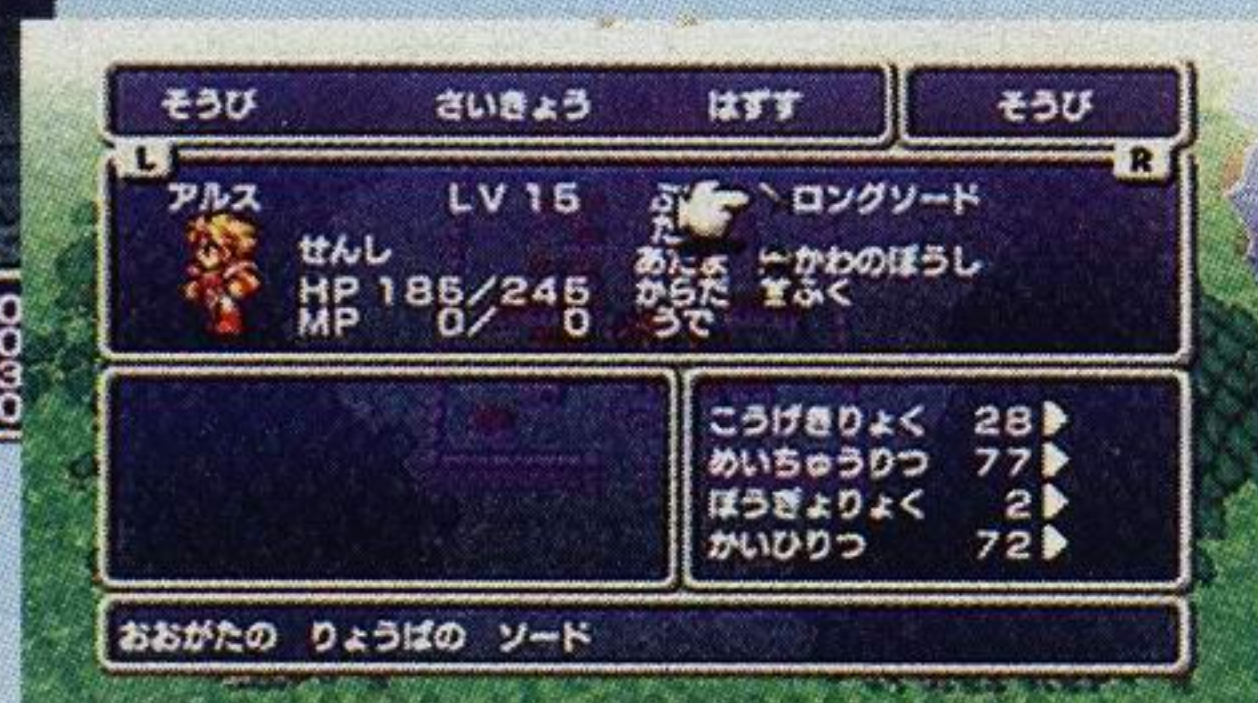 そうび さいきょう はずす そうび
L R
アルス LV 15 ロングソード
せんし
あたま かわのぼうし
HP 185/245 からだ ふく
MP 0/ 0 うで
こうげきりょく 28
めいちゅうりつ 77
ぼうぎょりょく 2
かいひりつ 72
おおがたの りょうばの ソード